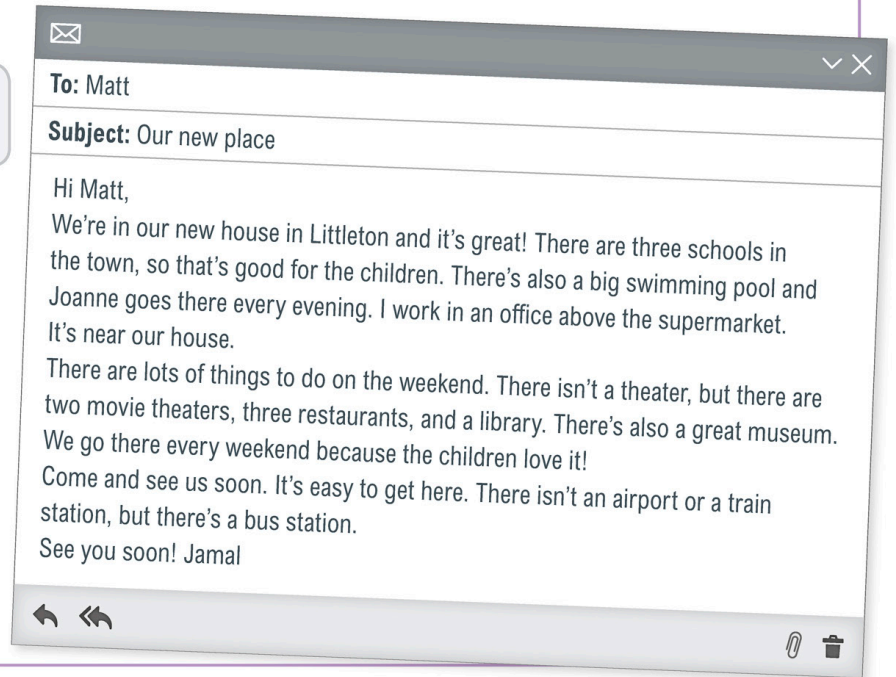 To: Matt
Subject: Our new place
Hi Matt,
We're in our new house in Littleton and it's great! There are three schools in
the town, so that's good for the children. There's also a big swimming pool and
Joanne goes there every evening. I work in an office above the supermarket.
It's near our house.
There are lots of things to do on the weekend. There isn't a theater, but there are
two movie theaters, three restaurants, and a library. There's also a great museum.
We go there every weekend because the children love it!
Come and see us soon. It's easy to get here. There isn't an airport or a train
station, but there's a bus station.
See you soon! Jamal